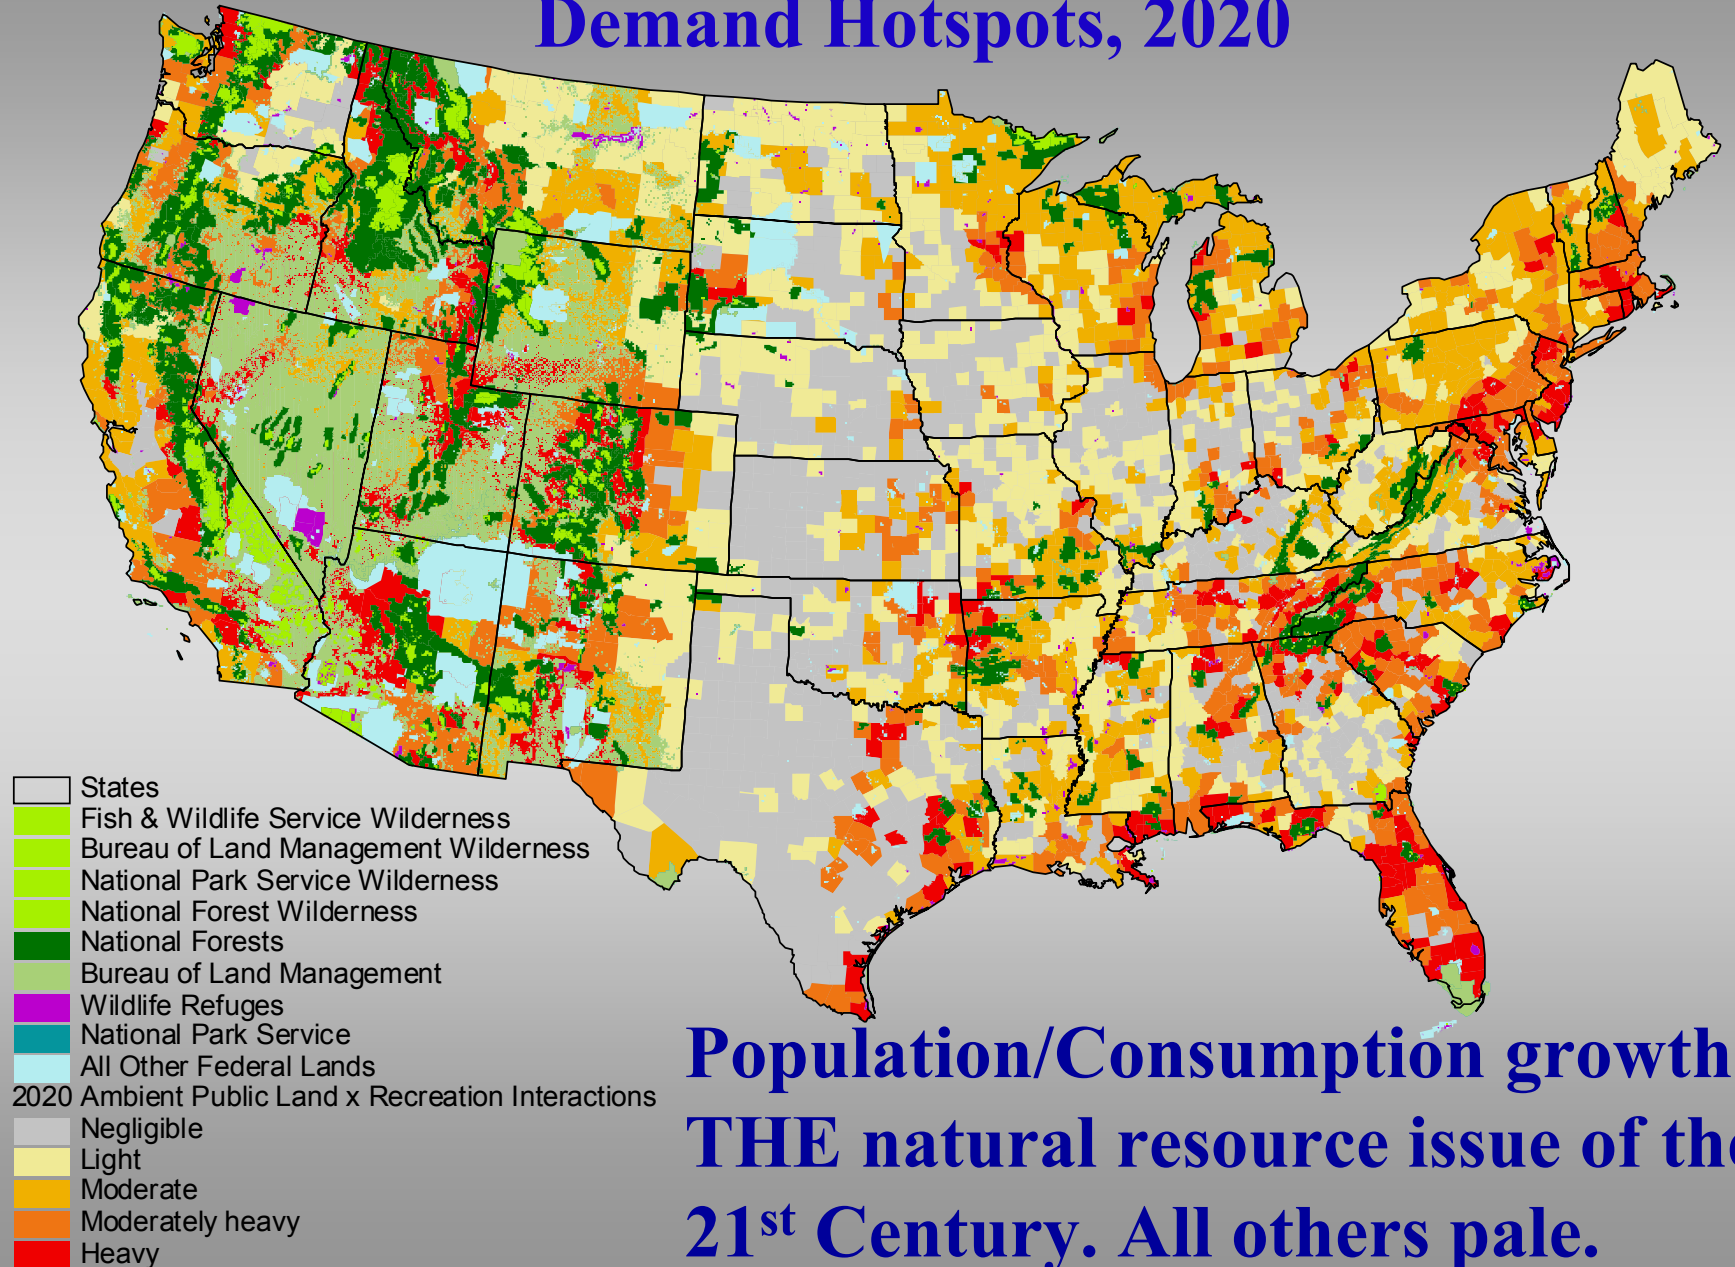 Demand Hotspots, 2020
States
Fish & Wildlife Service Wilderness
Bureau of Land Management Wilderness
National Park Service Wilderness
National Forest Wilderness
National Forests
Bureau of Land Management
Wildlife Refuges
National Park Service
All Other Federal Lands
2020 Ambient Public Land x Recreation Interactions
Negligible
Light
Moderate
Moderately heavy
Heavy
Population/Consumption growth
THE natural resource issue of the
21st Century. All others pale.